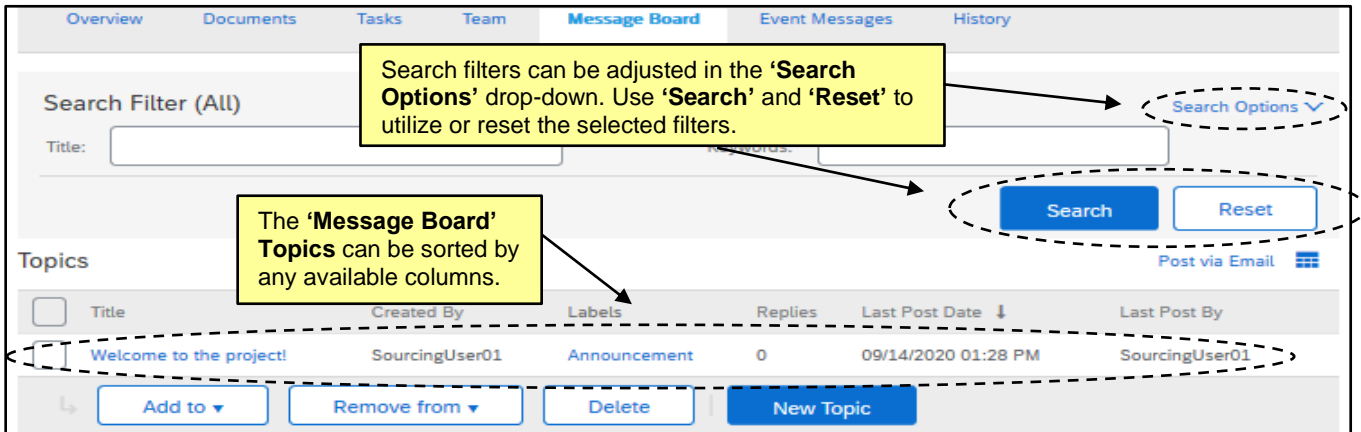 Overview Documents Tasks Team Message Board Event Messages History
Search filters can be adjusted in the ‘Search
Options’ drop-down. Use ‘Search’ and ‘Reset’ to
utilize or reset the selected filters.
Search Filter (All)
Search Options
Title:
Search Reset
The ‘Message Board’
Topics can be sorted by
any available columns.
Topics
Post via Email
Title Created By Labels Replies Last Post Date ↓ Last Post By
Welcome to the project! SourcingUser01 Announcement 0 09/14/2020 01:28 PM SourcingUser01
Add to ▾ Remove from ▾ Delete New Topic